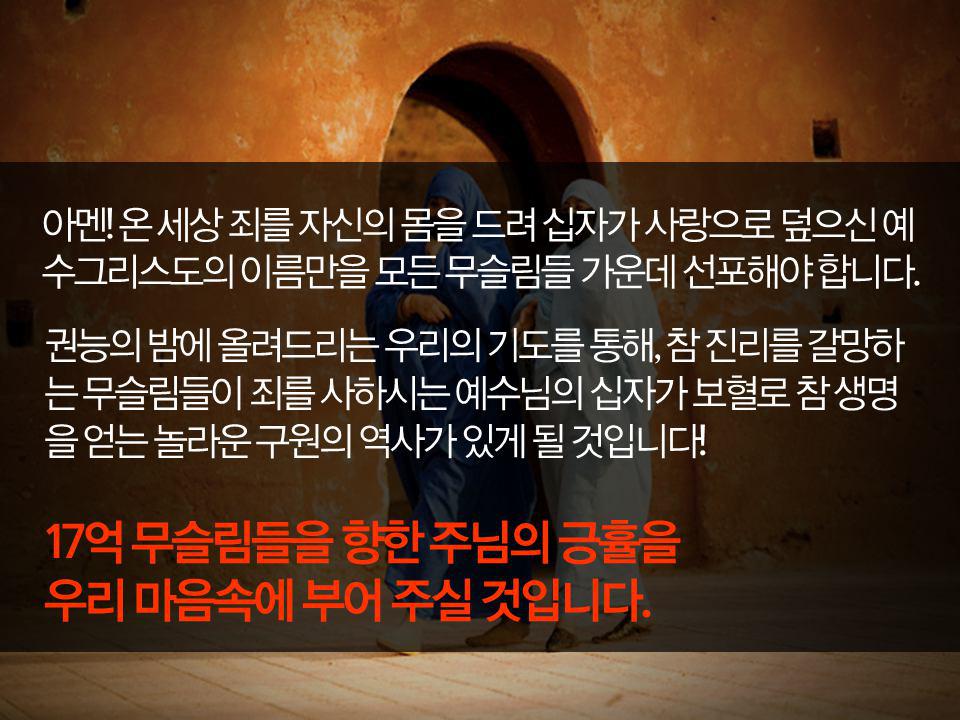 아멘! 온 세상 죄를 자신의 몸을 드려 십자가 사랑으로 덮으신 예
수그리스도의 이름만을 모든 무슬림들 가운데 선포해야 합니다.
권능의 밤에 올려드리는 우리의 기도를 통해, 참 진리를 갈망하
는 무슬림들이 죄를 사하시는 예수님의 십자가 보혈로 참 생명
을 얻는 놀라운 구원의 역사가 있게 될 것입니다!
17억 무슬림들을 향한 주님의 긍휼을
우리 마음속에 부어 주실 것입니다.